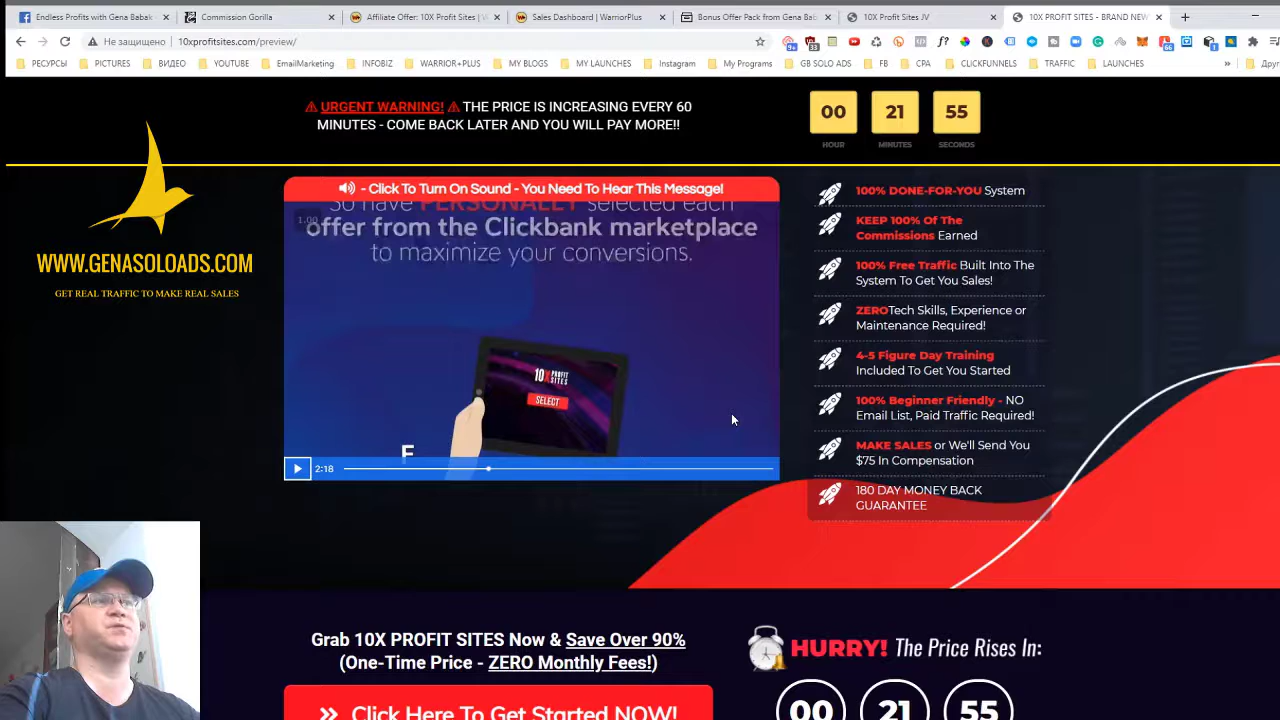 Endless Profits with Gena Babak
Commission Gorilla
Affiliate Offer: 10X Profit Sites | W
Sales Dashboard | WarriorPlus
Bonus Offer Pack from Gena Bab
10X Profit Sites JV
10X PROFIT SITES - BRAND NEW
Не защищено
10xprofitsites.com/preview/
РЕСУРСЫ
PICTURES
ВИДЕО
YOUTUBE
EmailMarketing
INFOBIZ
WARRIOR+PLUS
MY BLOGS
MY LAUNCHES
Instagram
My Programs
GB SOLO ADS
FB
CPA
CLICKFUNNELS
TRAFFIC
LAUNCHES
Друг
URGENT WARNING! THE PRICE IS INCREASING EVERY 60
MINUTES - COME BACK LATER AND YOU WILL PAY MORE!!
00 21 55
HOUR MINUTES SECONDS
WWW.GENASOLOADS.COM
GET REAL TRAFFIC TO MAKE REAL SALES
- Click To Turn On Sound - You Need To Hear This Message!
1.00
So have PERSONALLY selected each
offer from the Clickbank marketplace
to maximize your conversions.
10X PROFIT
SITES
SELECT
F
2:18
100% DONE-FOR-YOU System
KEEP 100% Of The
Commissions Earned
100% Free Traffic Built Into The
System To Get You Sales!
ZEROTech Skills, Experience or
Maintenance Required!
4-5 Figure Day Training
Included To Get You Started
100% Beginner Friendly - NO
Email List, Paid Traffic Required!
MAKE SALES or We'll Send You
$75 In Compensation
180 DAY MONEY BACK
GUARANTEE
Grab 10X PROFIT SITES Now & Save Over 90%
(One-Time Price - ZERO Monthly Fees!)
Click Here To Get Started NOW!
HURRY! The Price Rises In:
00 21 55